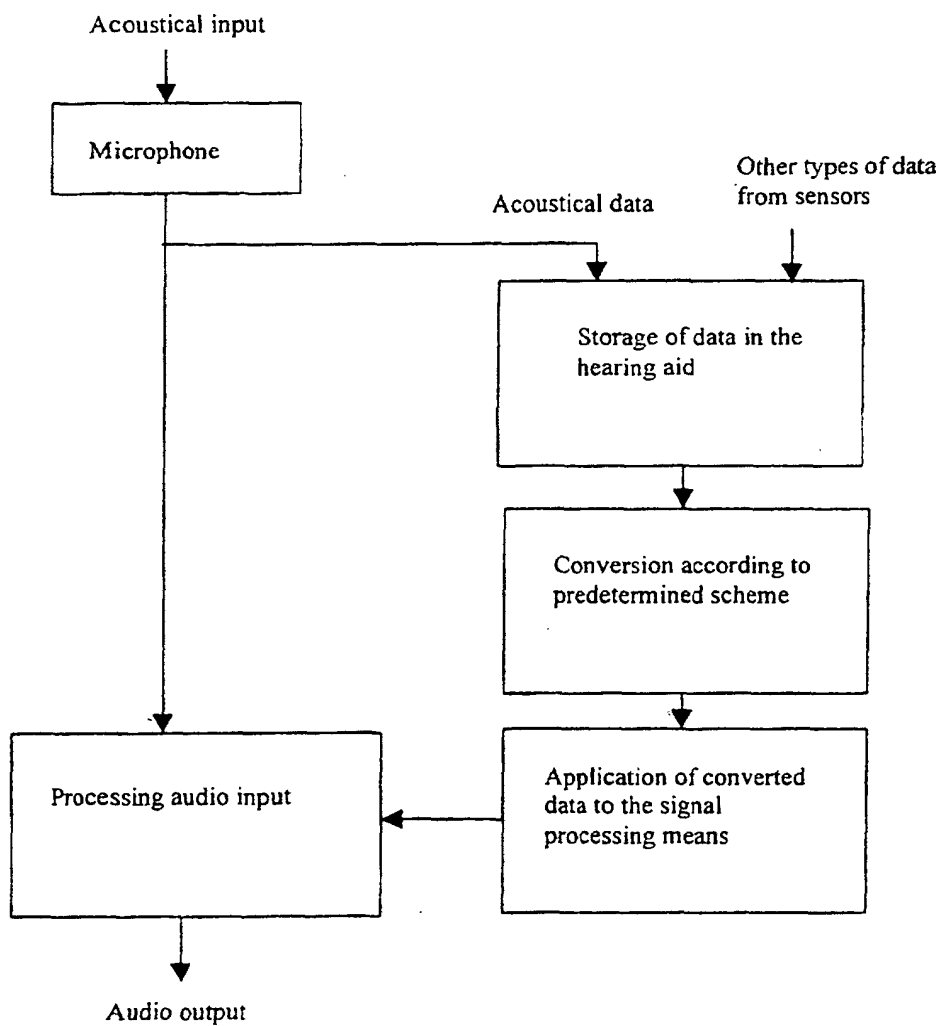 Acoustical input
Microphone
Other types of data
from sensors
Acoustical data
Storage of data in the
hearing aid
Conversion according to
predetermined scheme
Processing audio input
Application of converted
data to the signal
processing means
Audio output